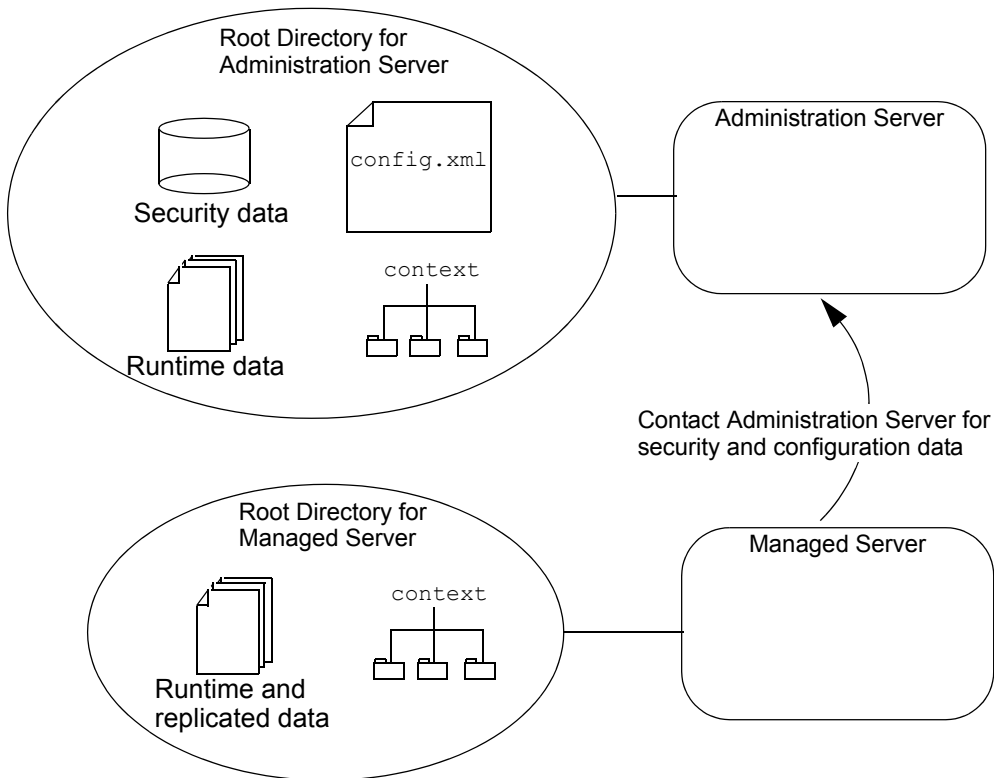 Root Directory for
Administration Server
Administration Server
config.xml
Security data
context
Runtime data
Contact Administration Server for
security and configuration data
Root Directory for
Managed Server
Managed Server
context
Runtime and
replicated data